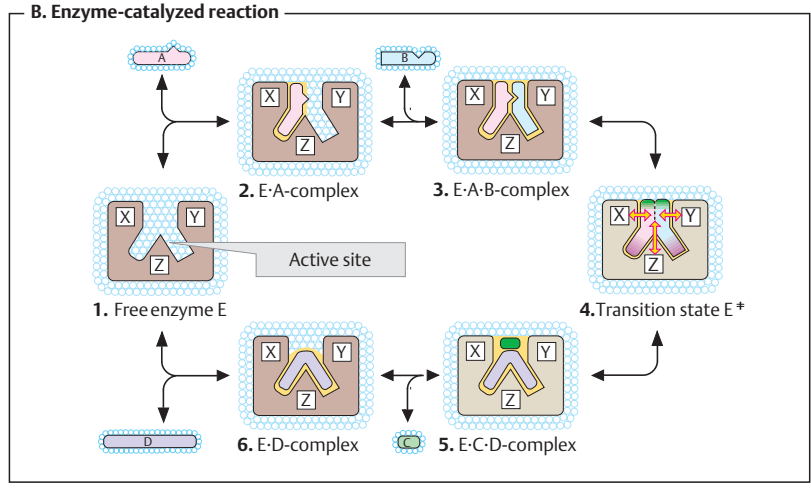 B. Enzyme-catalyzed reaction
A
B
X Y
Z
X Y
Z
2. E·A-complex
3. E·A·B-complex
X Y
Z
X Y
Z
Active site
1. Free enzyme E
4.Transition state E‡
X Y
Z
X Y
Z
D
6. E·D-complex
C
5. E·C·D-complex